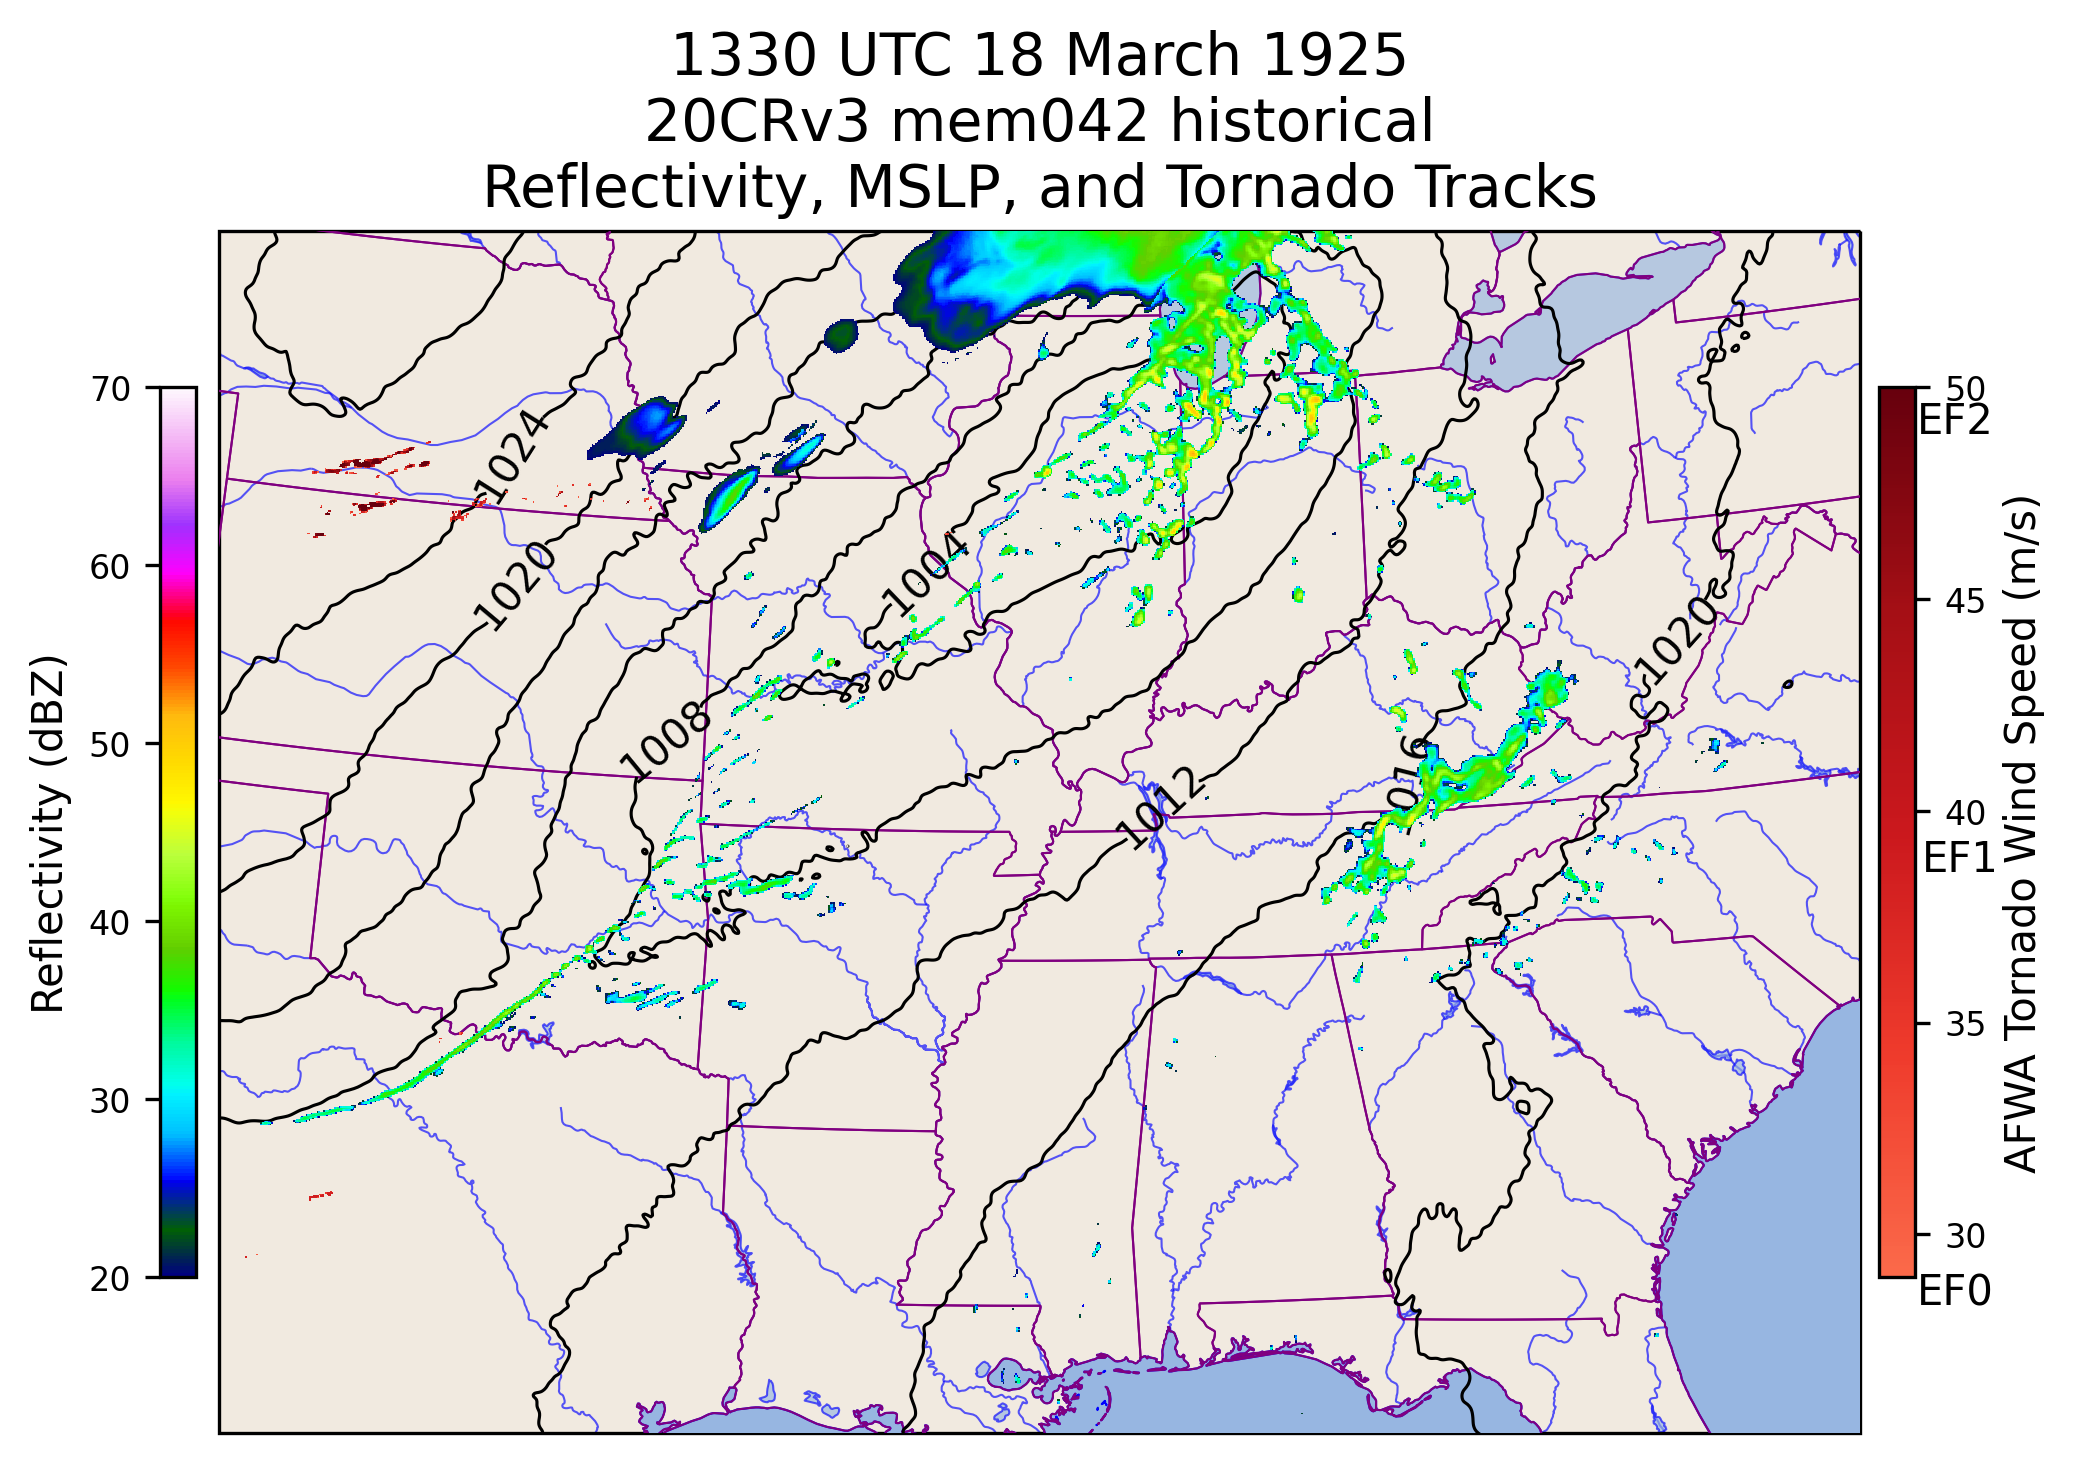 1330 UTC 18 March 1925
20CRv3 mem042 historical
Reflectivity, MSLP, and Tornado Tracks
Reflectivity (dBZ)
70
60
50
40
30
20
1024
1020
1004
1008
1012
1020
AFWA Tornado Wind Speed (m/s)
50
EF2
45
40
EF1
35
30
EF0